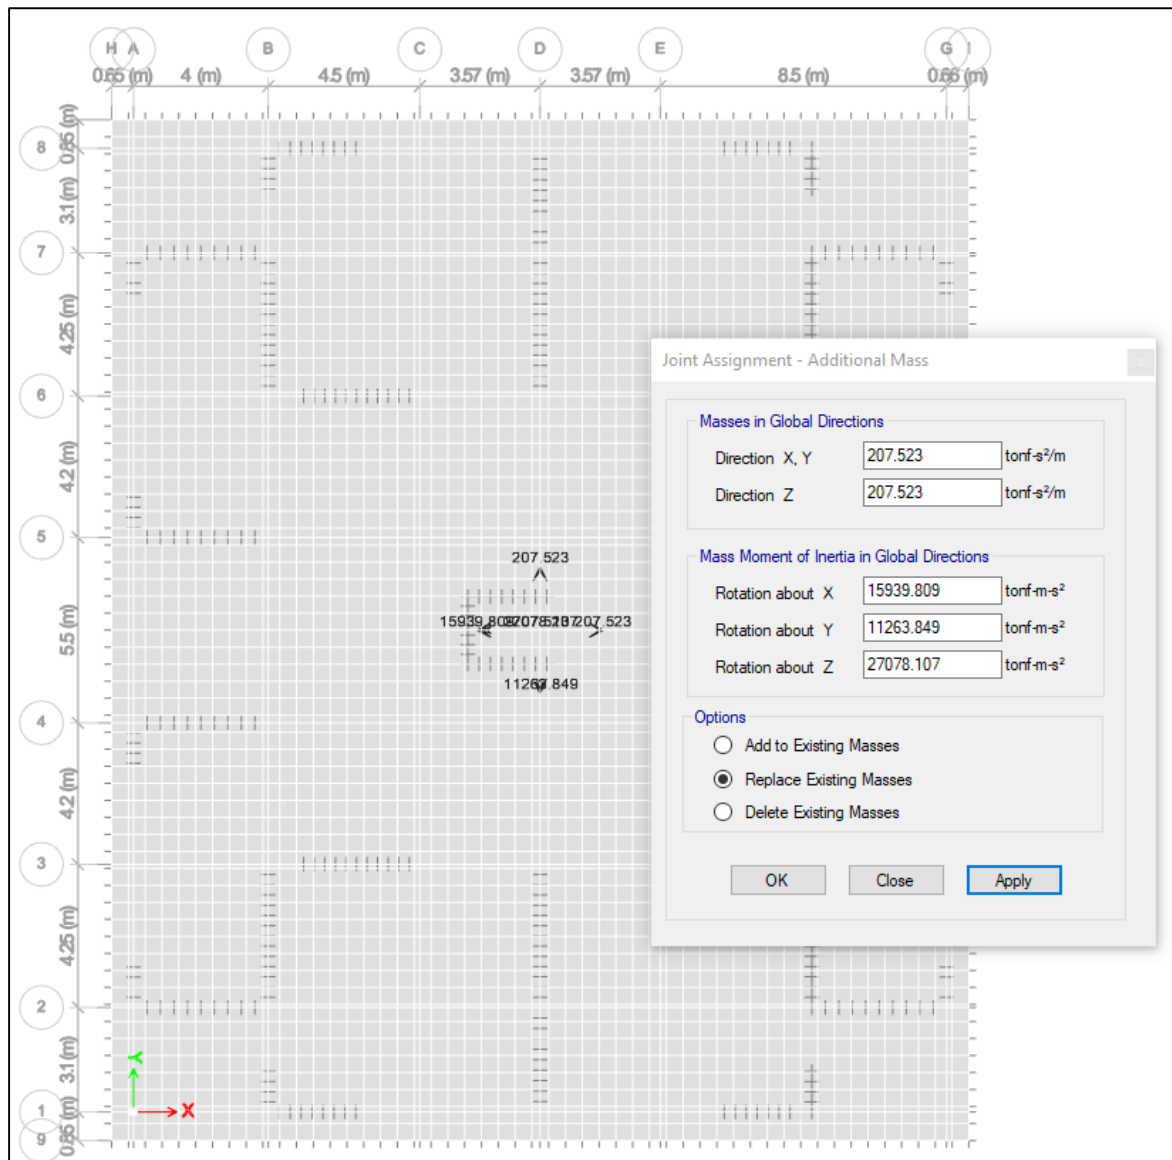 H A B C D E G I
0.65 (m) 4 (m) 4.5 (m) 3.57 (m) 3.57 (m) 8.5 (m) 0.66 (m)
8
0.85 (m)
3.1 (m)
7
4.25 (m)
6
4.2 (m)
5
5.5 (m)
4
4.2 (m)
3
4.25 (m)
2
3.1 (m)
1
0.85 (m)
9
Y
X
207.523
15939.809 207.523
11263.849
Joint Assignment - Additional Mass
x
Masses in Global Directions
Direction X, Y 207.523 tonf-s²/m
Direction Z 207.523 tonf-s²/m
Mass Moment of Inertia in Global Directions
Rotation about X 15939.809 tonf-m-s²
Rotation about Y 11263.849 tonf-m-s²
Rotation about Z 27078.107 tonf-m-s²
Options
Add to Existing Masses
Replace Existing Masses
Delete Existing Masses
OK Close Apply